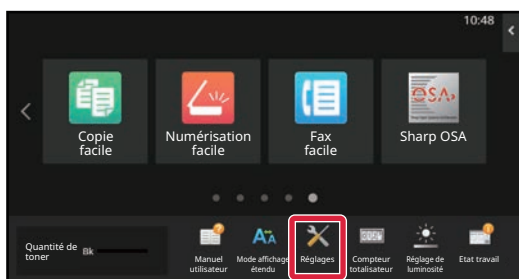 10:48
Copie
facile
Numérisation
facile
Fax
facile
Sharp OSA
Quantité de
toner
Bk
Manuel
utilisateur
Mode affichage
étendu
Réglages
Compteur
totalisateur
Réglage de
luminosité
Etat travail